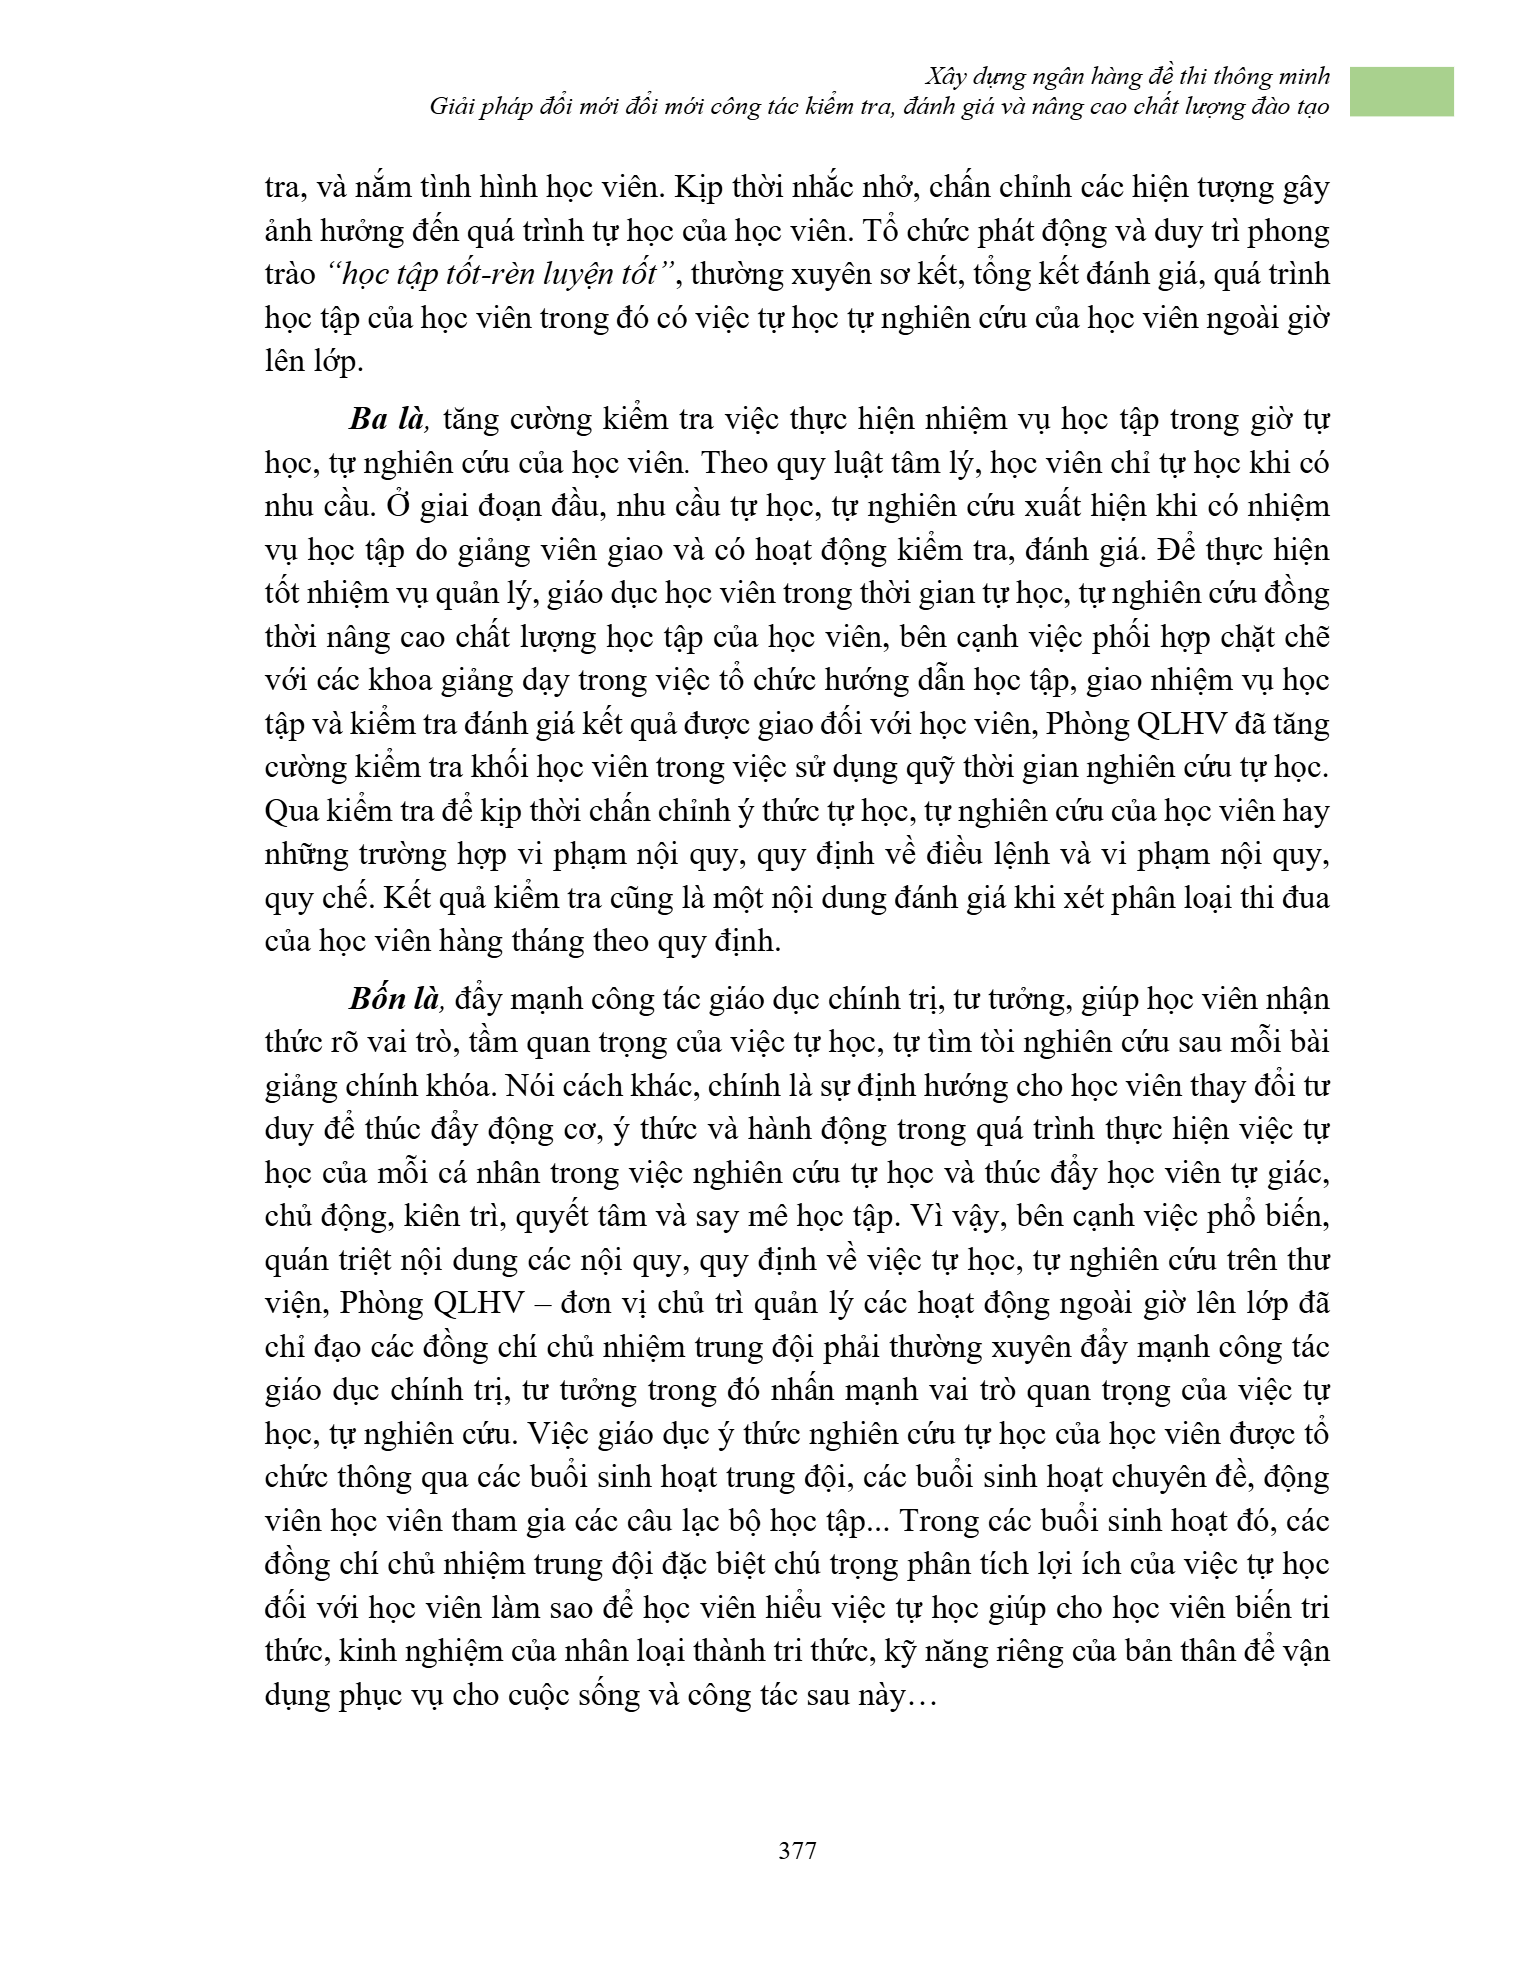 Xây dựng ngân hàng đề thi thông minh
Giải pháp đổi mới đổi mới công tác kiểm tra, đánh giá và nâng cao chất lượng đào tạo
tra, và nắm tình hình học viên. Kịp thời nhắc nhở, chấn chỉnh các hiện tượng gây
ảnh hưởng đến quá trình tự học của học viên. Tổ chức phát động và duy trì phong
trào “học tập tốt-rèn luyện tốt”, thường xuyên sơ kết, tổng kết đánh giá, quá trình
học tập của học viên trong đó có việc tự học tự nghiên cứu của học viên ngoài giờ
lên lớp.
Ba là, tăng cường kiểm tra việc thực hiện nhiệm vụ học tập trong giờ tự
học, tự nghiên cứu của học viên. Theo quy luật tâm lý, học viên chỉ tự học khi có
nhu cầu. Ở giai đoạn đầu, nhu cầu tự học, tự nghiên cứu xuất hiện khi có nhiệm
vụ học tập do giảng viên giao và có hoạt động kiểm tra, đánh giá. Để thực hiện
tốt nhiệm vụ quản lý, giáo dục học viên trong thời gian tự học, tự nghiên cứu đồng
thời nâng cao chất lượng học tập của học viên, bên cạnh việc phối hợp chặt chẽ
với các khoa giảng dạy trong việc tổ chức hướng dẫn học tập, giao nhiệm vụ học
tập và kiểm tra đánh giá kết quả được giao đối với học viên, Phòng QLHV đã tăng
cường kiểm tra khối học viên trong việc sử dụng quỹ thời gian nghiên cứu tự học.
Qua kiểm tra để kịp thời chấn chỉnh ý thức tự học, tự nghiên cứu của học viên hay
những trường hợp vi phạm nội quy, quy định về điều lệnh và vi phạm nội quy,
quy chế. Kết quả kiểm tra cũng là một nội dung đánh giá khi xét phân loại thi đua
của học viên hàng tháng theo quy định.
Bốn là, đẩy mạnh công tác giáo dục chính trị, tư tưởng, giúp học viên nhận
thức rõ vai trò, tầm quan trọng của việc tự học, tự tìm tòi nghiên cứu sau mỗi bài
giảng chính khóa. Nói cách khác, chính là sự định hướng cho học viên thay đổi tư
duy để thúc đẩy động cơ, ý thức và hành động trong quá trình thực hiện việc tự
học của mỗi cá nhân trong việc nghiên cứu tự học và thúc đẩy học viên tự giác,
chủ động, kiên trì, quyết tâm và say mê học tập. Vì vậy, bên cạnh việc phổ biến,
quán triệt nội dung các nội quy, quy định về việc tự học, tự nghiên cứu trên thư
viện, Phòng QLHV – đơn vị chủ trì quản lý các hoạt động ngoài giờ lên lớp đã
chỉ đạo các đồng chí chủ nhiệm trung đội phải thường xuyên đẩy mạnh công tác
giáo dục chính trị, tư tưởng trong đó nhấn mạnh vai trò quan trọng của việc tự
học, tự nghiên cứu. Việc giáo dục ý thức nghiên cứu tự học của học viên được tổ
chức thông qua các buổi sinh hoạt trung đội, các buổi sinh hoạt chuyên đề, động
viên học viên tham gia các câu lạc bộ học tập... Trong các buổi sinh hoạt đó, các
đồng chí chủ nhiệm trung đội đặc biệt chú trọng phân tích lợi ích của việc tự học
đối với học viên làm sao để học viên hiểu việc tự học giúp cho học viên biến tri
thức, kinh nghiệm của nhân loại thành tri thức, kỹ năng riêng của bản thân để vận
dụng phục vụ cho cuộc sống và công tác sau này…
377